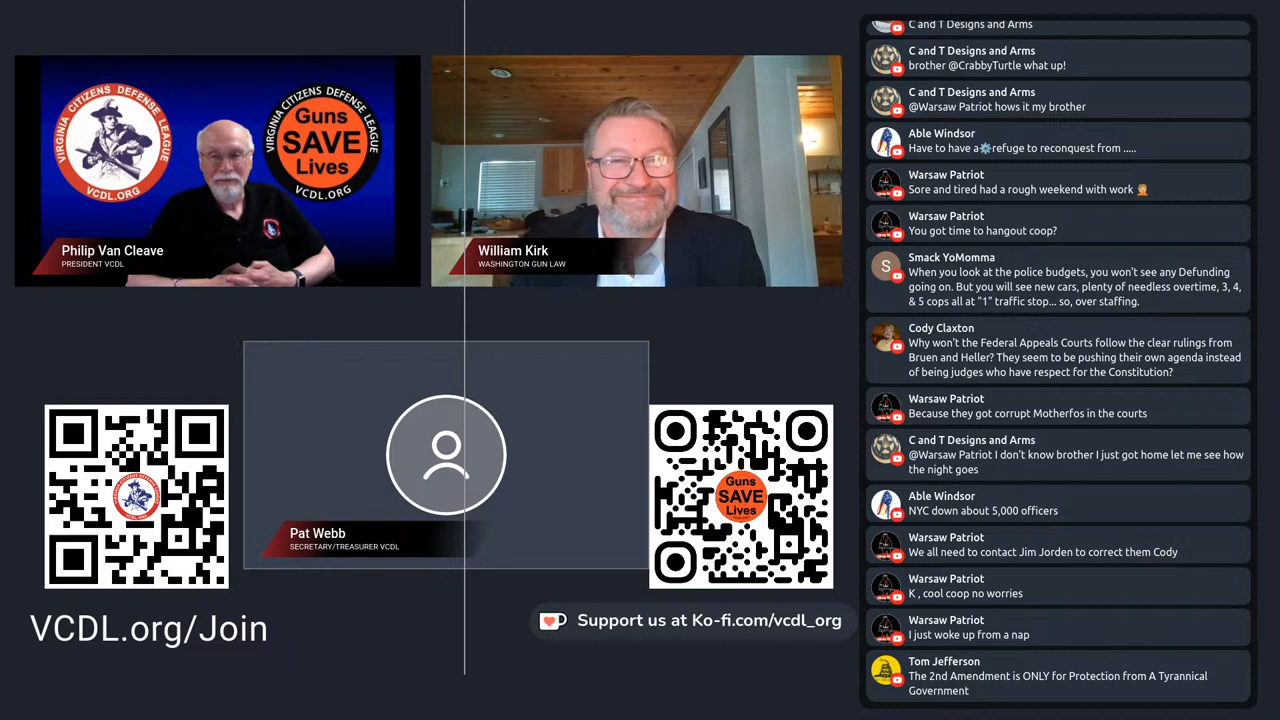 VIRGINIA CITIZENS DEFENSE LEAGUE
VCDL.ORG
VIRGINIA CITIZENS DEFENSE LEAGUE
Guns
SAVE
Lives
VCDL.ORG
Philip Van Cleave
PRESIDENT VCDL
William Kirk
WASHINGTON GUN LAW
Pat Webb
SECRETARY/TREASURER VCDL
Guns
SAVE
Lives
VCDL.org/Join
Support us at Ko-fi.com/vcdl_org
C and T Designs and Arms
C and T Designs and Arms
brother @CrabbyTurtle what up!
C and T Designs and Arms
@Warsaw Patriot hows it my brother
Able Windsor
Have to have a⚙️refuge to reconquest from .....
Warsaw Patriot
Sore and tired had a rough weekend with work 🤦
Warsaw Patriot
You got time to hangout coop?
S
Smack YoMomma
When you look at the police budgets, you won't see any Defunding
going on. But you will see new cars, plenty of needless overtime, 3, 4,
& 5 cops all at "1" traffic stop... so, over staffing.
Cody Claxton
Why won't the Federal Appeals Courts follow the clear rulings from
Bruen and Heller? They seem to be pushing their own agenda instead
of being judges who have respect for the Constitution?
Warsaw Patriot
Because they got corrupt Motherfos in the courts
C and T Designs and Arms
@Warsaw Patriot I don't know brother I just got home let me see how
the night goes
Able Windsor
NYC down about 5,000 officers
Warsaw Patriot
We all need to contact Jim Jorden to correct them Cody
Warsaw Patriot
K , cool coop no worries
Warsaw Patriot
I just woke up from a nap
Tom Jefferson
The 2nd Amendment is ONLY for Protection from A Tyrannical
Government